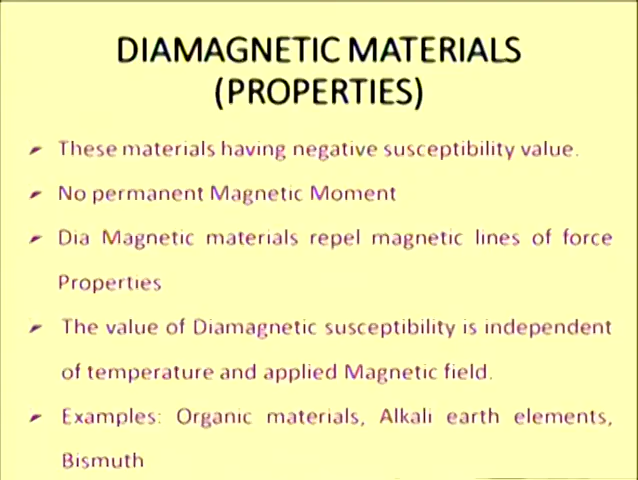 DIAMAGNETIC MATERIALS
(PROPERTIES)
These materials having negative susceptibility value.
No permanent Magnetic Moment
Dia Magnetic materials repel magnetic lines of force
Properties
The value of Diamagnetic susceptibility is independent
of temperature and applied Magnetic field.
Examples: Organic materials, Alkali earth elements,
Bismuth